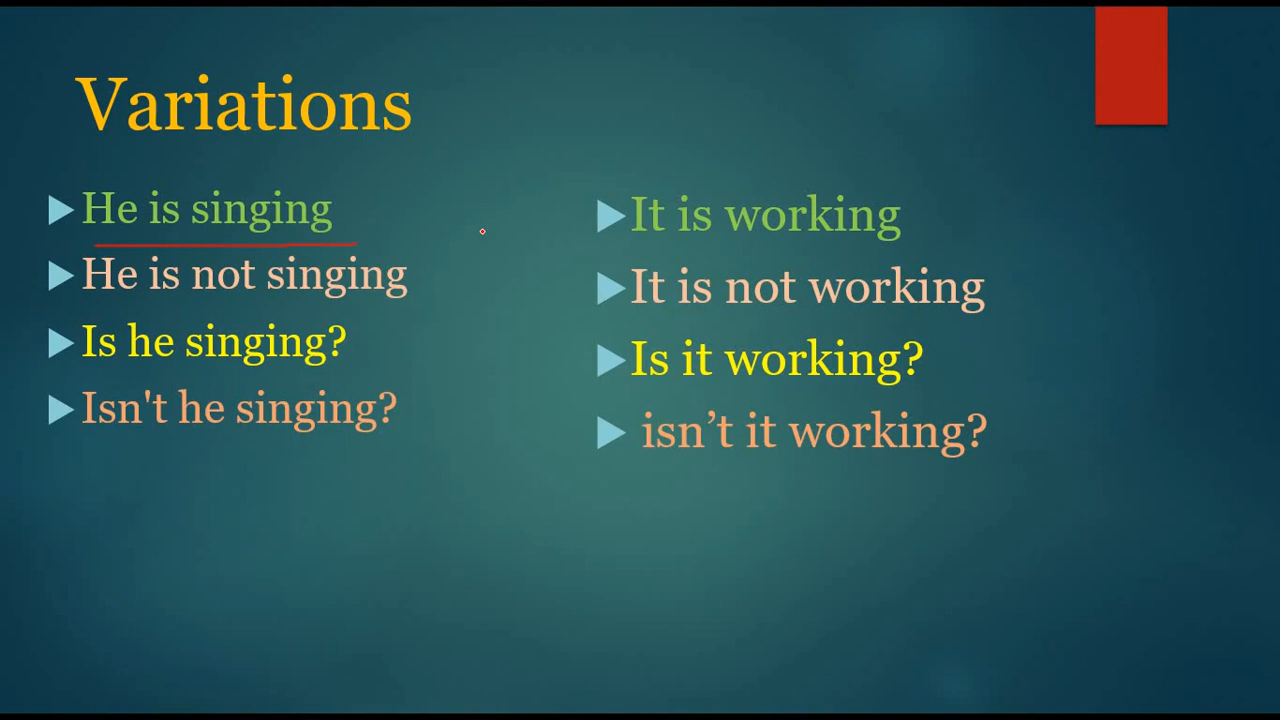 Variations
He is singing
He is not singing
Is he singing?
Isn't he singing?
It is working
It is not working
Is it working?
isn’t it working?